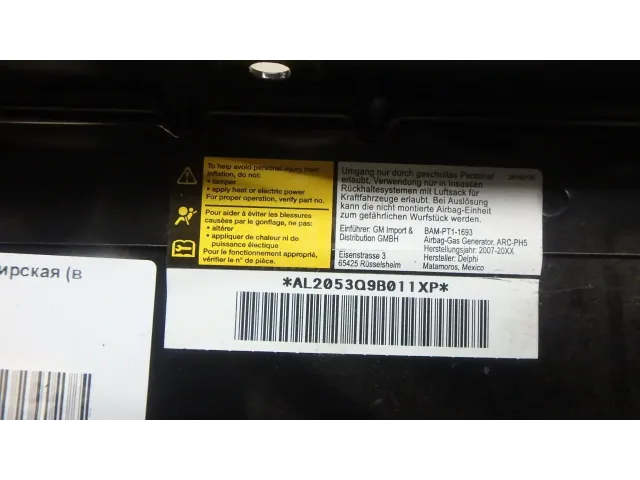 To help avoid personal injury from
inflation, do not:
• tamper
• apply heat or electric power
For proper operation, verify part no.
Pour aider à éviter les blessures
causées par le gonflage, ne pas:
• altérer
• appliquer de chaleur ni de
puissance électique
Pour le fonctionnement approprié,
vérifier le n° de pièce.
Umgang nur durch geschultes Personal
erlaubt, Verwendung nur in Insassen
Rückhaltesystemen mit Luftsack für
Kraftfahrzeuge erlaubt. Bei Auslösung
kann die nicht montierte Airbag-Einheit
zum gefährlichen Wurfstück werden.
Einführer: GM Import &
Distribution GMBH
Eisenstrasse 3
65425 Rüsselsheim
BAM-PT1-1693
Airbag-Gas Generator, ARC-PH5
Herstellungsjahr: 2007-20XX
Hersteller: Delphi
Matamoros, Mexico
*AL2053Q9B011XP*
ирская (в